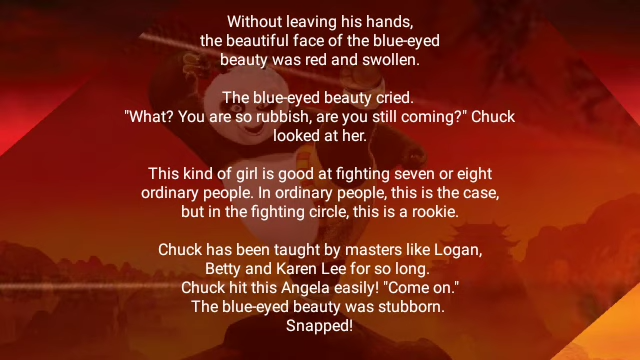 Without leaving his hands,
the beautiful face of the blue-eyed
beauty was red and swollen.
The blue-eyed beauty cried.
"What? You are so rubbish, are you still coming?" Chuck
looked at her.
This kind of girl is good at fighting seven or eight
ordinary people. In ordinary people, this is the case,
but in the fighting circle, this is a rookie.
Chuck has been taught by masters like Logan,
Betty and Karen Lee for so long.
Chuck hit this Angela easily! "Come on."
The blue-eyed beauty was stubborn.
Snapped!